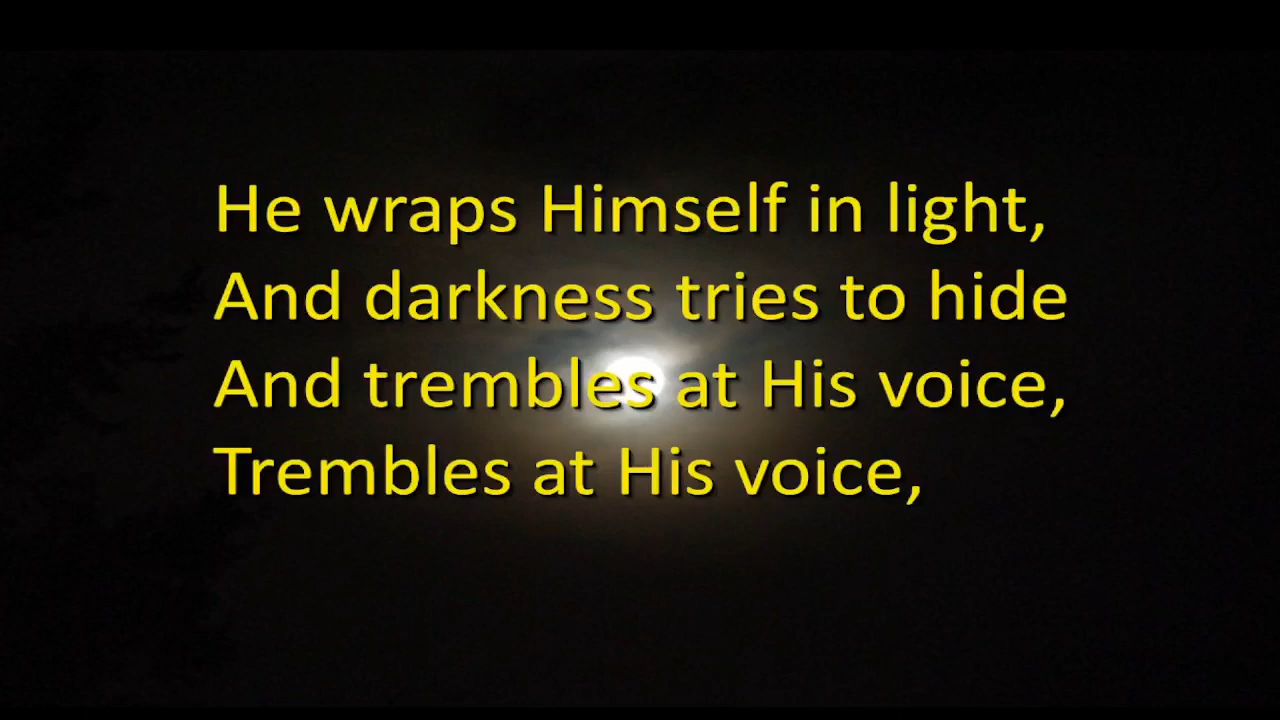 He wraps Himself in light,
And darkness tries to hide
And trembles at His voice,
Trembles at His voice,